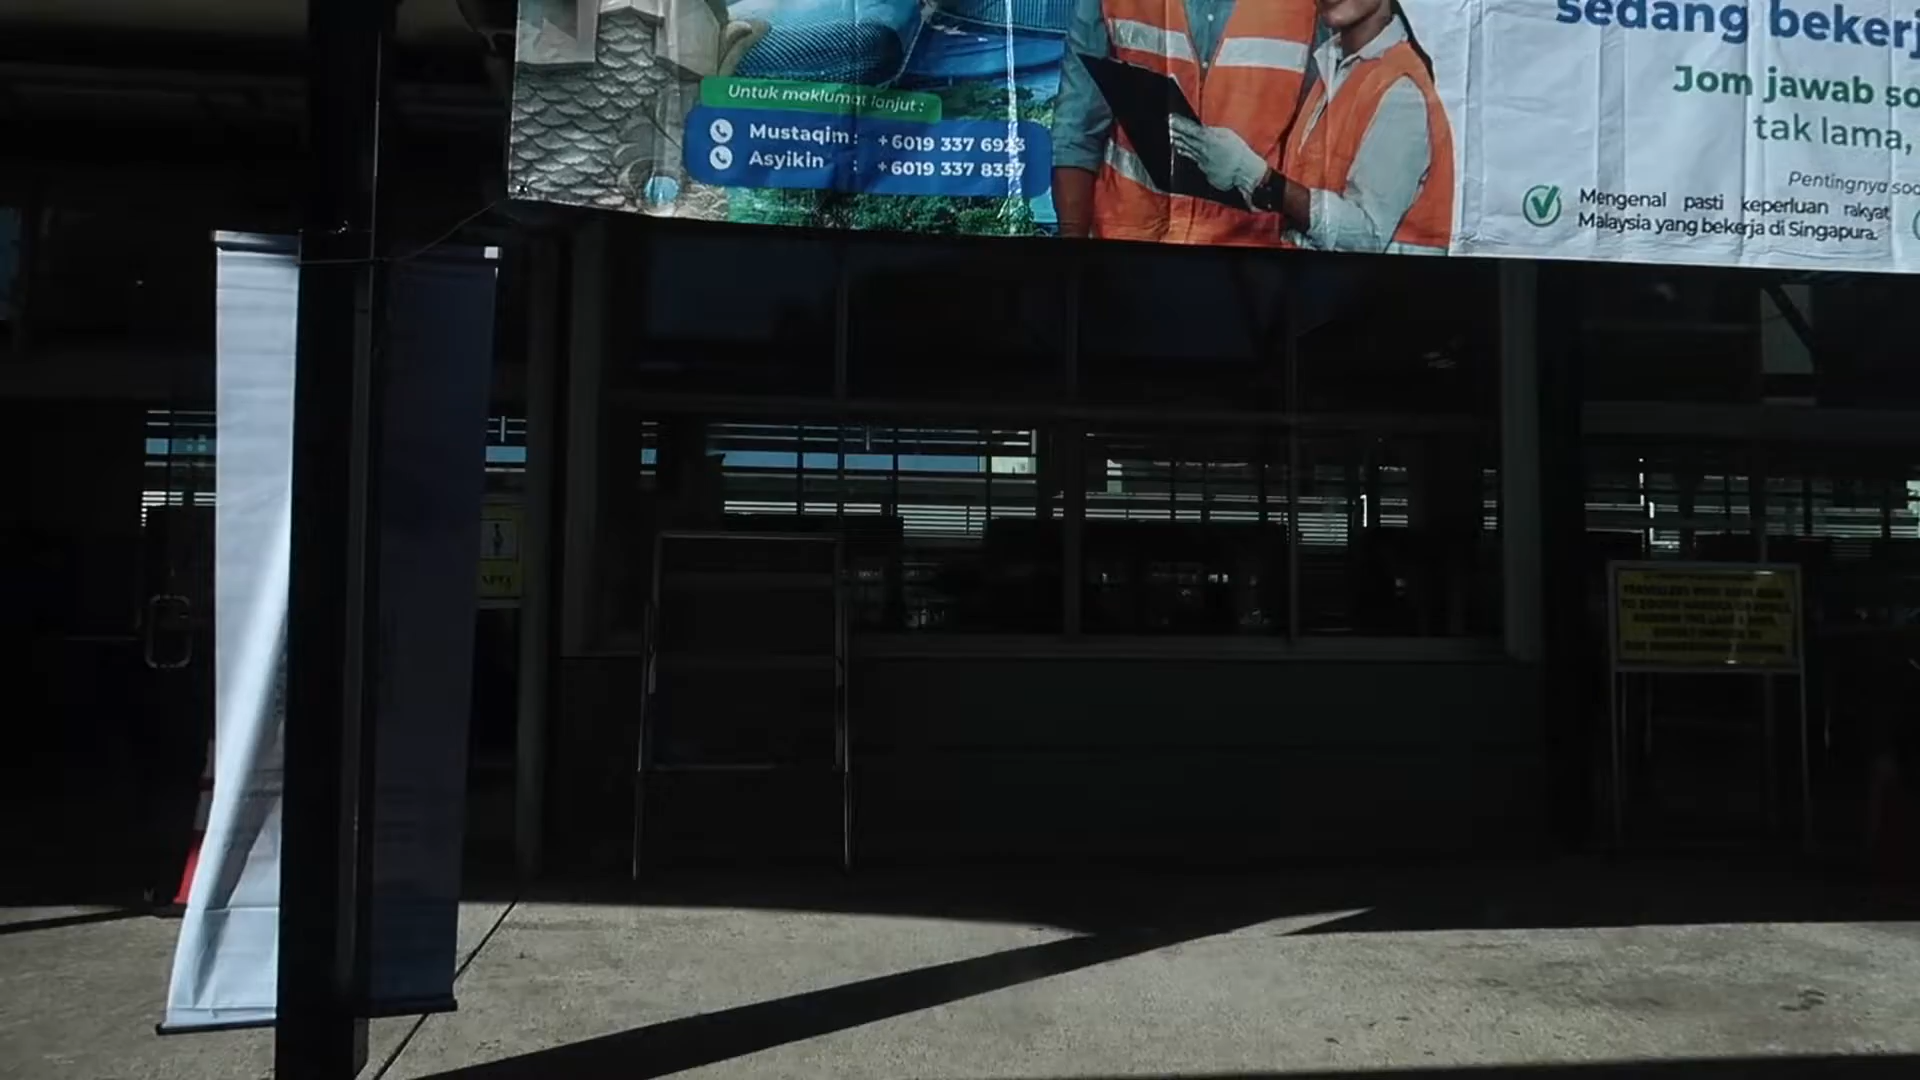 Untuk maklumat lanjut :
Mustaqim : +6019 337 6923
Asyikin : +6019 337 8357
sedang bekerj
Jom jawab so
tak lama,
Pentingnya soa
Mengenal pasti keperluan rakyat
Malaysia yang bekerja di Singapura.